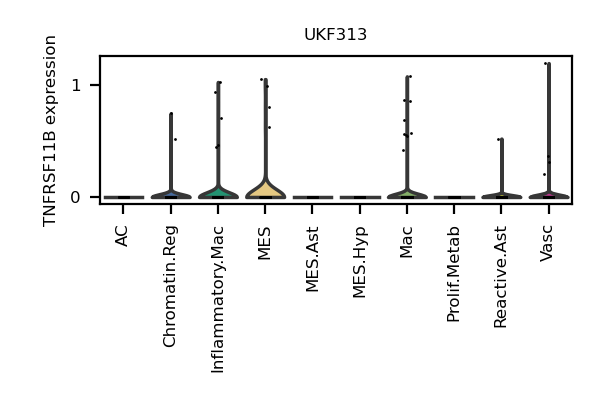 UKF313
TNFRSF11B expression
1
0
AC
Chromatin.Reg
Inflammatory.Mac
MES
MES.Ast
MES.Hyp
Mac
Prolif.Metab
Reactive.Ast
Vasc